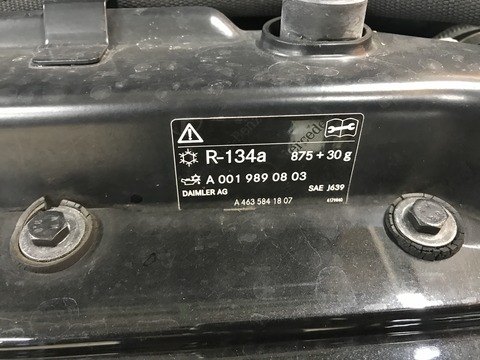 R-134a 875 + 30 g
A 001 989 08 03
DAIMLER AG SAE J639
A 463 584 18 07